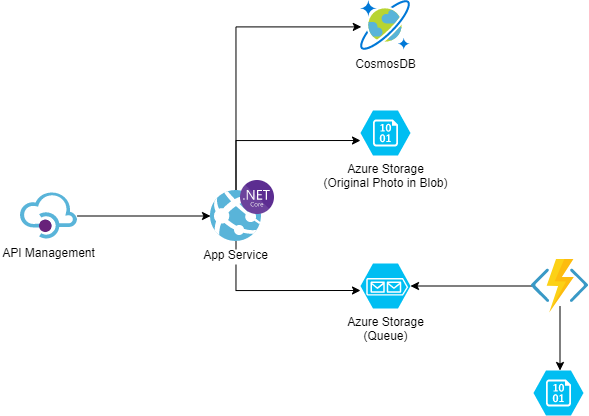 CosmosDB
10
01
Azure Storage
(Original Photo in Blob)
.NET
Core
API Management
App Service
Azure Storage
(Queue)
10
01